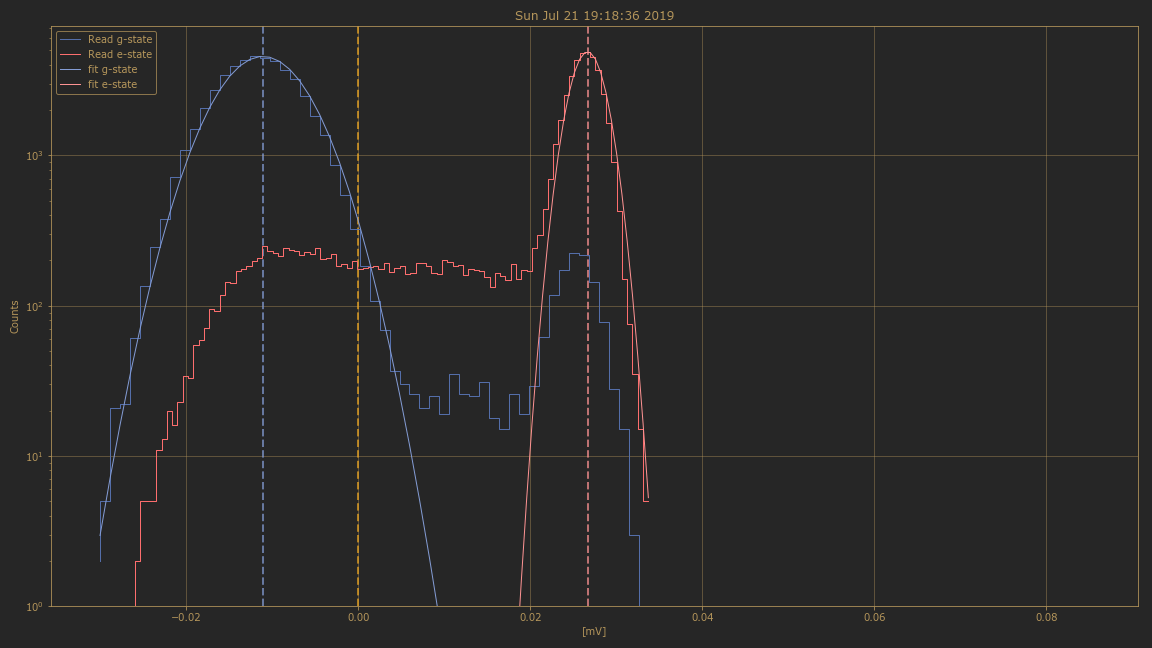 Sun Jul 21 19:18:36 2019
Read g-state
Read e-state
fit g-state
fit e-state
Counts
10³
10²
10¹
10⁰
−0.02 0.00 0.02 0.04 0.06 0.08
[mV]